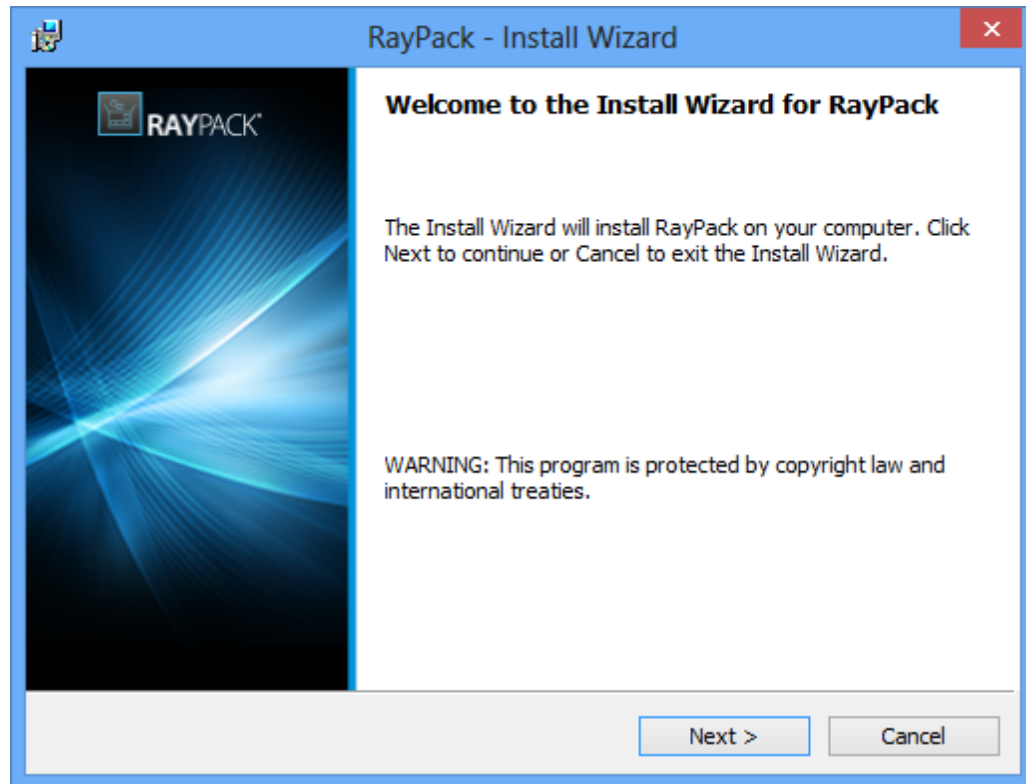 RayPack - Install Wizard
RAYPACK
Welcome to the Install Wizard for RayPack
The Install Wizard will install RayPack on your computer. Click
Next to continue or Cancel to exit the Install Wizard.
WARNING: This program is protected by copyright law and
international treaties.
Next >
Cancel